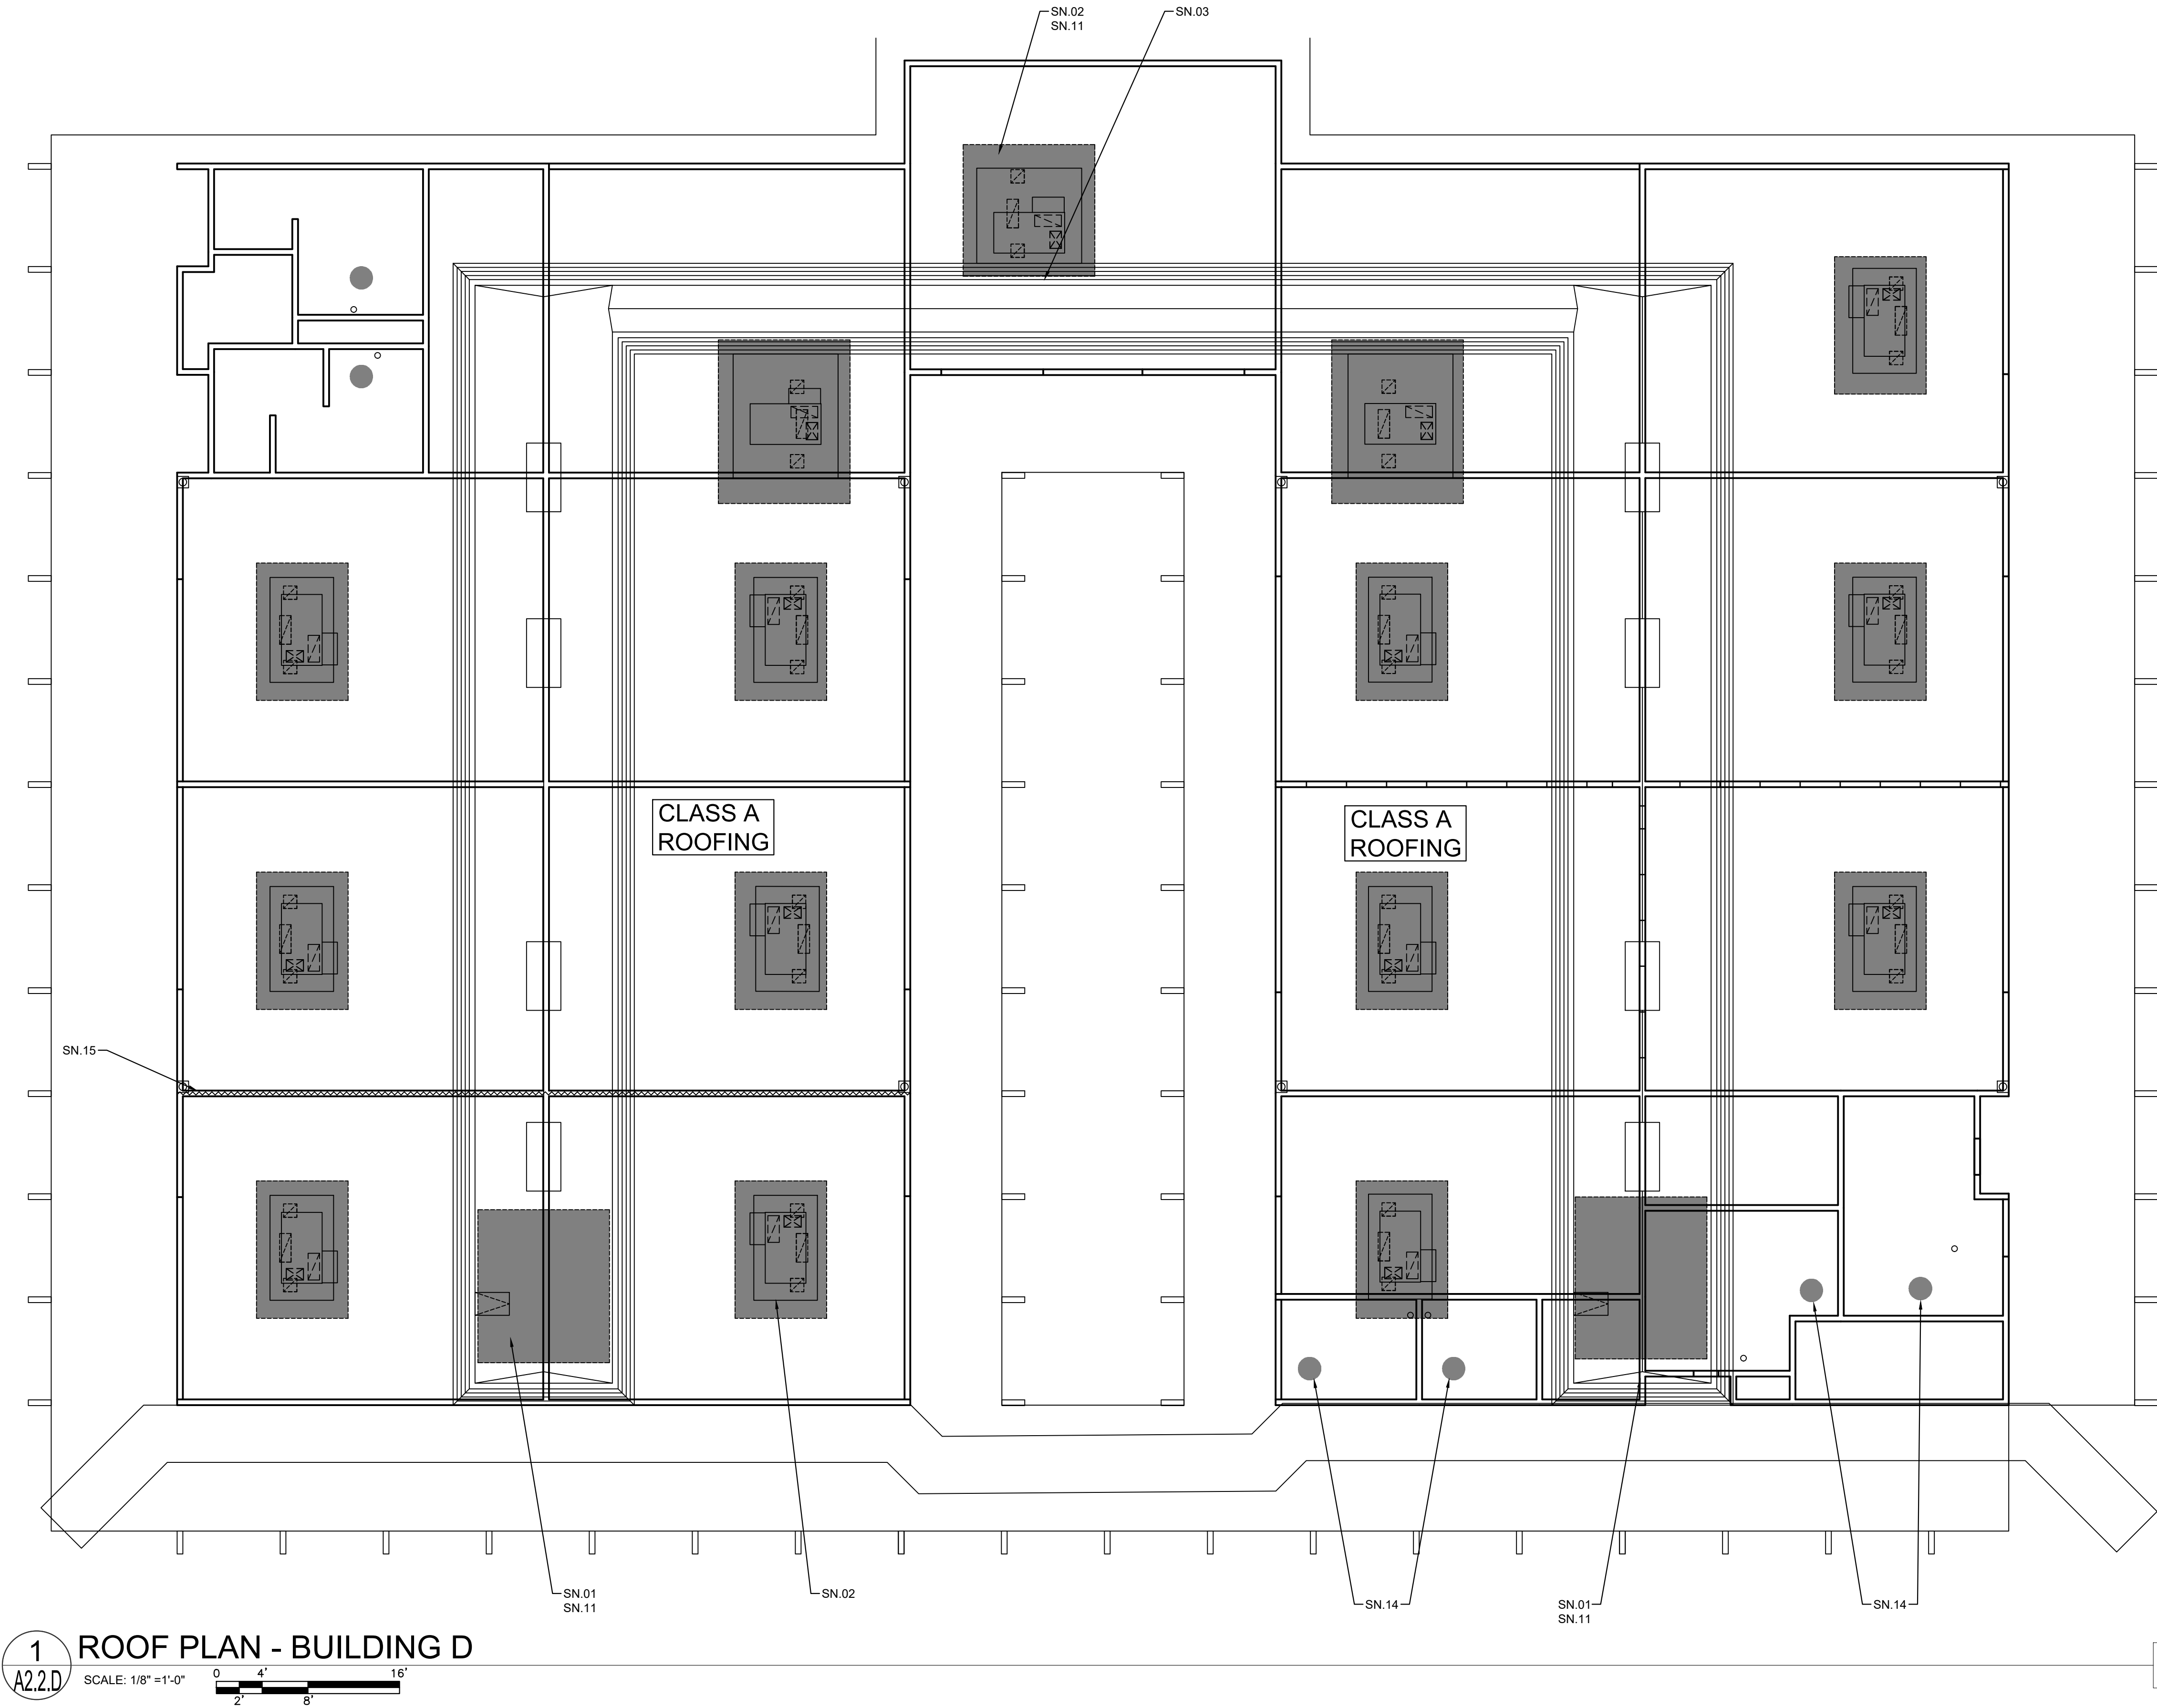 SN.02
SN.11
SN.03
CLASS A
ROOFING
CLASS A
ROOFING
SN.15
SN.01
SN.11
SN.02
SN.14
SN.01
SN.11
SN.14
1
A2.2.D
ROOF PLAN - BUILDING D
SCALE: 1/8" =1'-0"
0 4' 16'
2' 8'